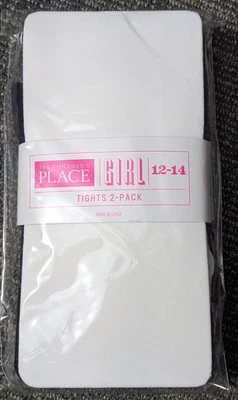 THE CHILDREN'S
PLACE
GIRL
12-14
TIGHTS 2-PACK